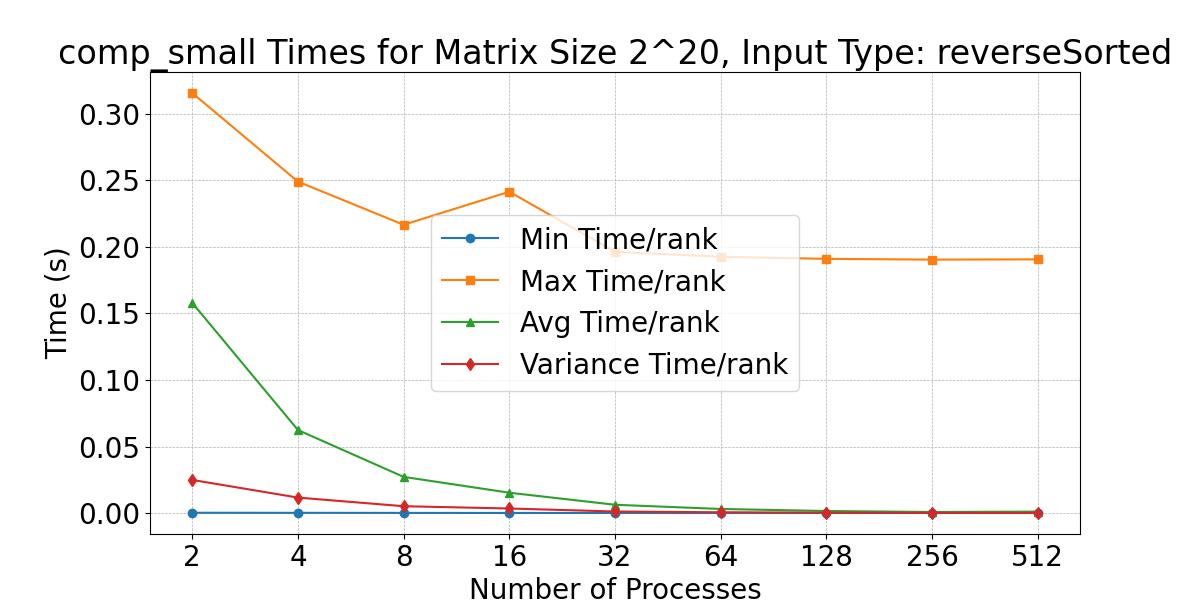 comp_small Times for Matrix Size 2^20, Input Type: reverseSorted
Time (s)
0.30
0.25
0.20
0.15
0.10
0.05
0.00
Min Time/rank
Max Time/rank
Avg Time/rank
Variance Time/rank
2 4 8 16 32 64 128 256 512
Number of Processes